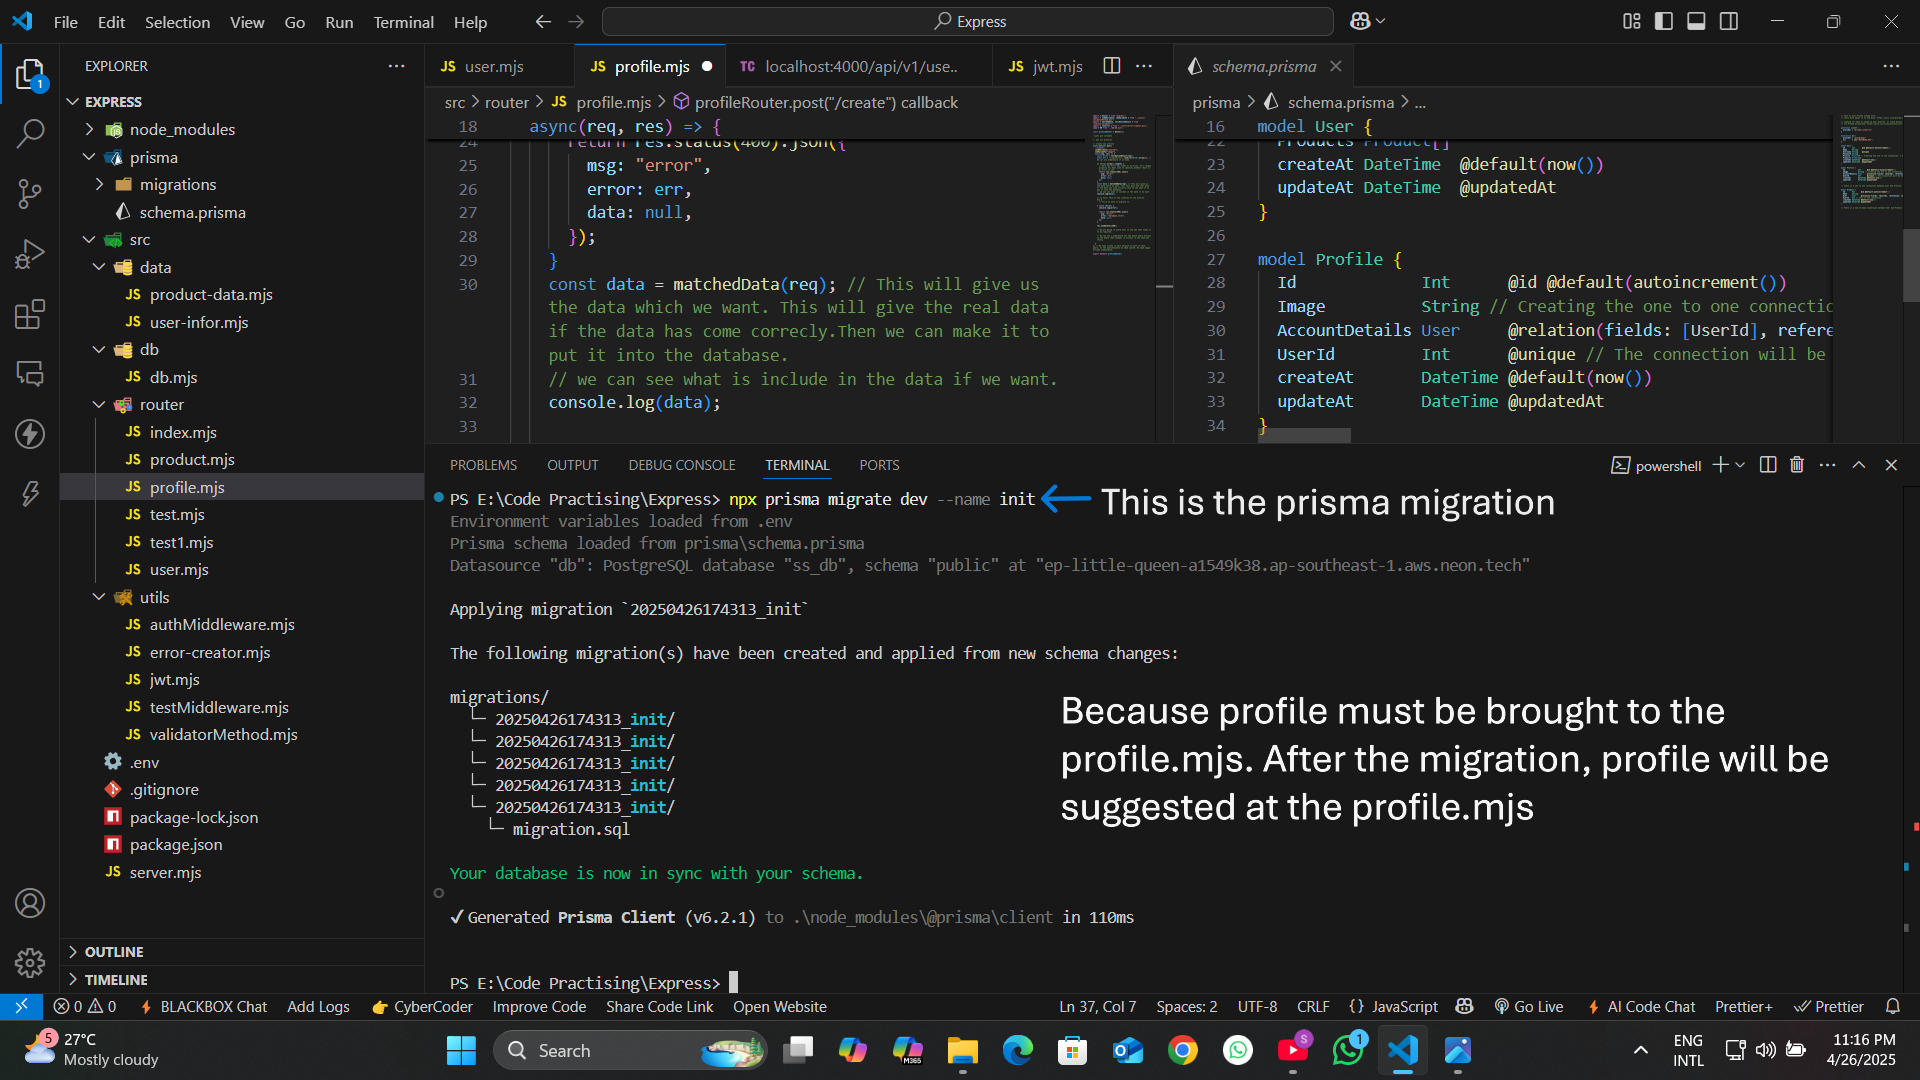 File Edit Selection View Go Run Terminal Help
Express
EXPLORER
EXPRESS
node_modules
prisma
migrations
schema.prisma
src
data
product-data.mjs
user-infor.mjs
db
db.mjs
router
index.mjs
product.mjs
profile.mjs
test.mjs
test1.mjs
user.mjs
utils
authMiddleware.mjs
error-creator.mjs
jwt.mjs
testMiddleware.mjs
validatorMethod.mjs
.env
.gitignore
package-lock.json
package.json
server.mjs
OUTLINE
TIMELINE
JS user.mjs
JS profile.mjs
TC localhost:4000/api/v1/use..
JS jwt.mjs
src > router > JS profile.mjs > profileRouter.post("/create") callback
18 async(req, res) => {
24 return res.status(400).json({
25 msg: "error",
26 error: err,
27 data: null,
28 });
29 }
30 const data = matchedData(req); // This will give us
the data which we want. This will give the real data
if the data has come correcly.Then we can make it to
put it into the database.
31 // we can see what is include in the data if we want.
32 console.log(data);
33
schema.prisma
prisma > schema.prisma > ...
16 model User {
22 Products Product[]
23 createAt DateTime @default(now())
24 updateAt DateTime @updatedAt
25 }
26
27 model Profile {
28 Id Int @id @default(autoincrement())
29 Image String // Creating the one to one connectic
30 AccountDetails User @relation(fields: [UserId], refere
31 UserId Int @unique // The connection will be
32 createAt DateTime @default(now())
33 updateAt DateTime @updatedAt
34 }
PROBLEMS OUTPUT DEBUG CONSOLE TERMINAL PORTS
powershell
PS E:\Code Practising\Express> npx prisma migrate dev --name init
This is the prisma migration
Environment variables loaded from .env
Prisma schema loaded from prisma\schema.prisma
Datasource "db": PostgreSQL database "ss_db", schema "public" at "ep-little-queen-a1549k38.ap-southeast-1.aws.neon.tech"
Applying migration `20250426174313_init`
The following migration(s) have been created and applied from new schema changes:
migrations/
└─ 20250426174313_init/
└─ 20250426174313_init/
└─ 20250426174313_init/
└─ 20250426174313_init/
└─ 20250426174313_init/
└─ migration.sql
Because profile must be brought to the
profile.mjs. After the migration, profile will be
suggested at the profile.mjs
Your database is now in sync with your schema.
✓ Generated Prisma Client (v6.2.1) to .\node_modules\@prisma\client in 110ms
PS E:\Code Practising\Express>
0 0 BLACKBOX Chat Add Logs CyberCoder Improve Code Share Code Link Open Website
Ln 37, Col 7 Spaces: 2 UTF-8 CRLF {} JavaScript Go Live AI Code Chat Prettier+ Prettier
5 27°C
Mostly cloudy
Search
M365
S
1
ENG
INTL
11:16 PM
4/26/2025